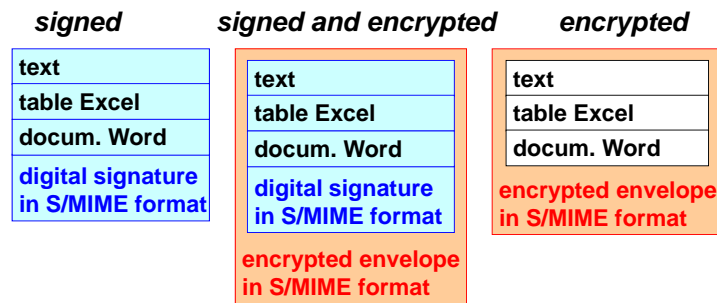 signed
text
table Excel
docum. Word
digital signature
in S/MIME format
signed and encrypted
text
table Excel
docum. Word
digital signature
in S/MIME format
encrypted envelope
in S/MIME format
encrypted
text
table Excel
docum. Word
encrypted envelope
in S/MIME format